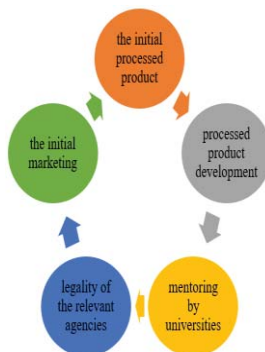 the initial
processed
product
processed
product
development
mentoring
by
universities
legality of
the relevant
agencies
the initial
marketing